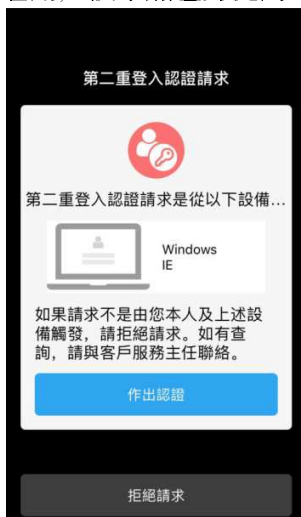 第二重登入認證請求
第二重登入認證請求是從以下設備...
Windows
IE
如果請求不是由您本人及上述設
備觸發，請拒絕請求。如有查
詢，請與客戶服務主任聯絡。
作出認證
拒絕請求